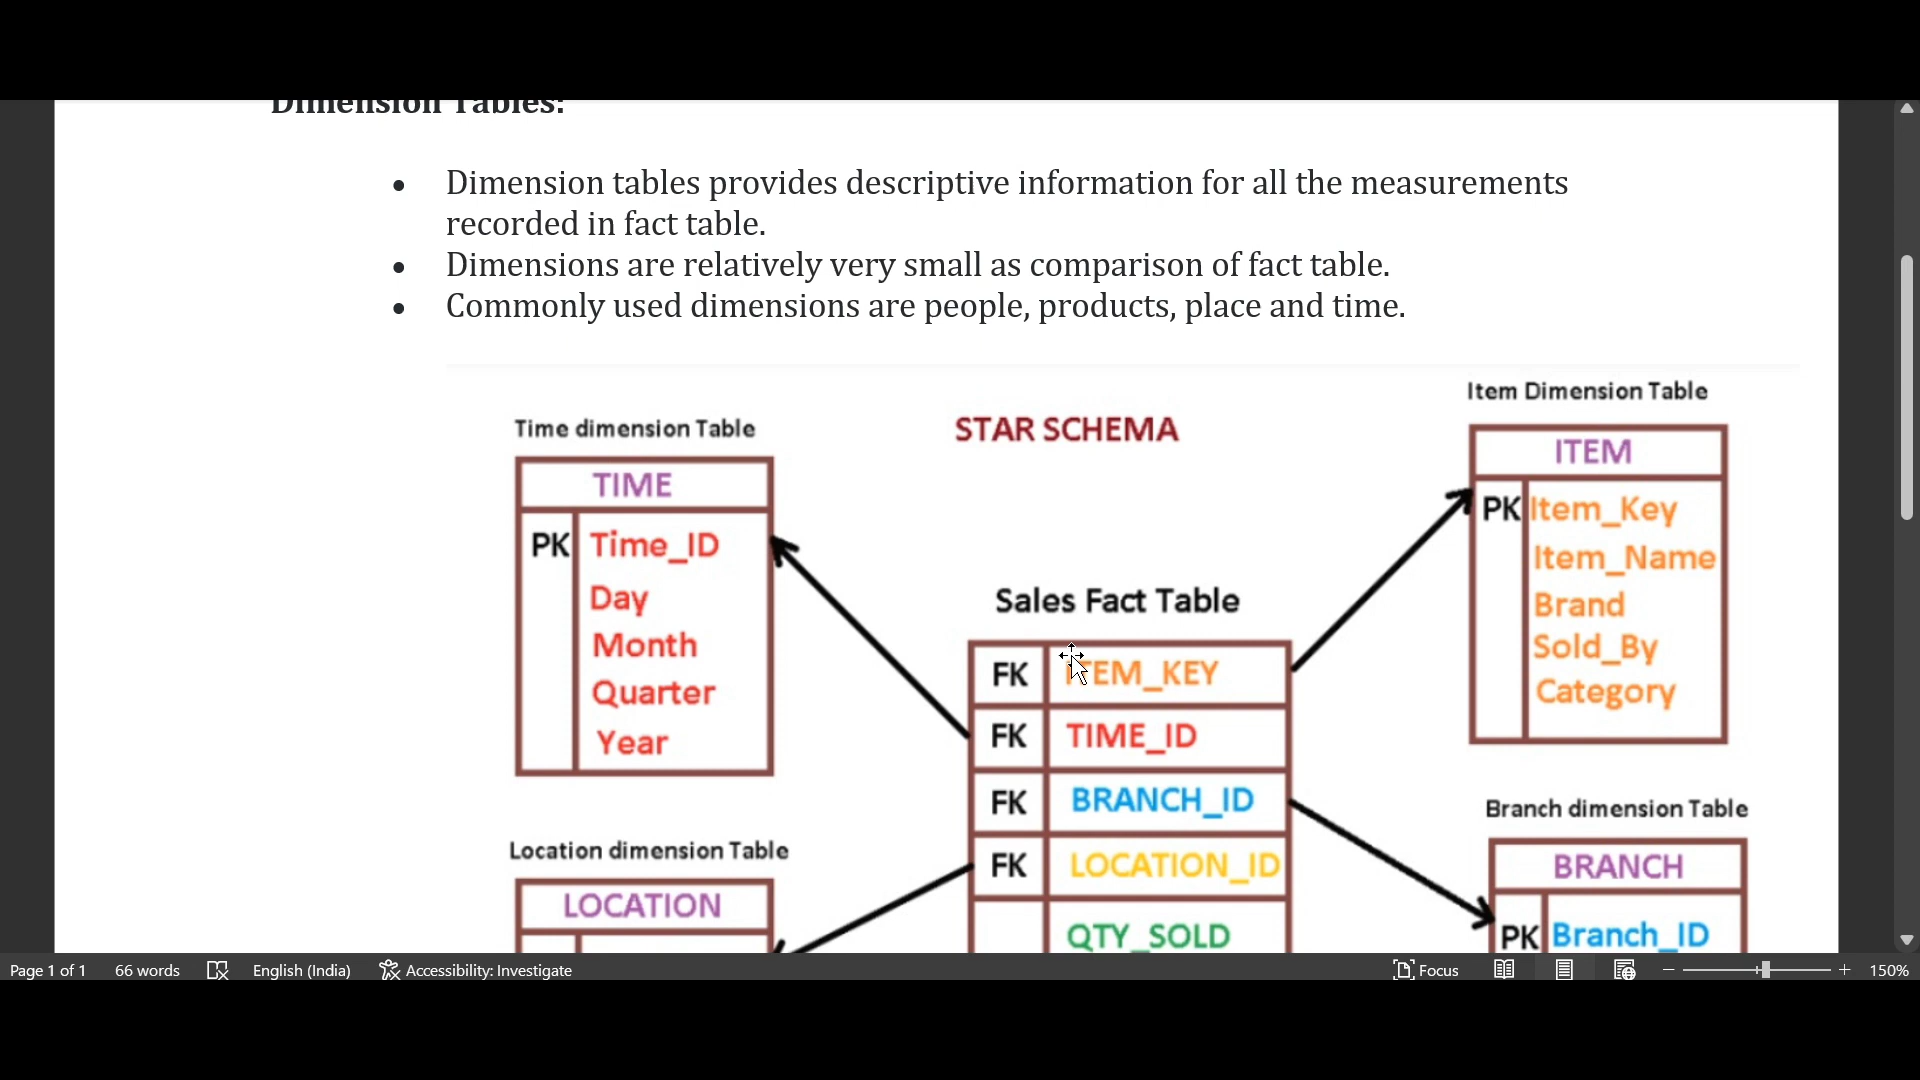 Dimension Tables:
• Dimension tables provides descriptive information for all the measurements
recorded in fact table.
• Dimensions are relatively very small as comparison of fact table.
• Commonly used dimensions are people, products, place and time.
STAR SCHEMA
Time dimension Table
TIME
PK Time_ID
Day
Month
Quarter
Year
Item Dimension Table
ITEM
PK Item_Key
Item_Name
Brand
Sold_By
Category
Sales Fact Table
FK ITEM_KEY
FK TIME_ID
FK BRANCH_ID
FK LOCATION_ID
QTY_SOLD
Location dimension Table
LOCATION
Branch dimension Table
BRANCH
PK Branch_ID
Page 1 of 1 66 words English (India) Accessibility: Investigate Focus 150%